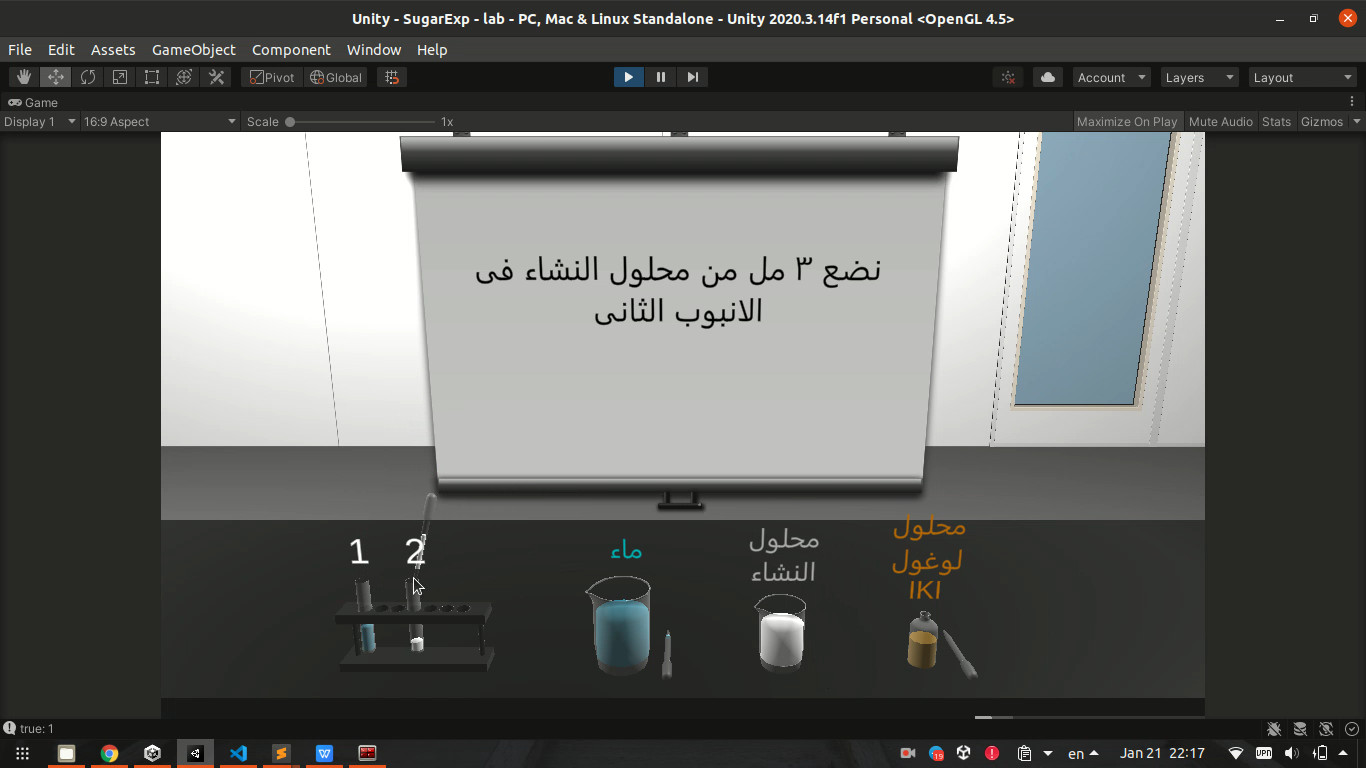 Unity - SugarExp - lab - PC, Mac & Linux Standalone - Unity 2020.3.14f1 Personal <OpenGL 4.5>
File Edit Assets GameObject Component Window Help
Pivot Global Account Layers Layout
Game
Display 1 16:9 Aspect Scale 1x Maximize On Play Mute Audio Stats Gizmos
نضع ٣ مل من محلول النشاء فى
الانبوب الثانى
1 2
ماء
محلول
النشاء
محلول
لوغول
IKI
true: 1
19 en Jan 21 22:17 VPN